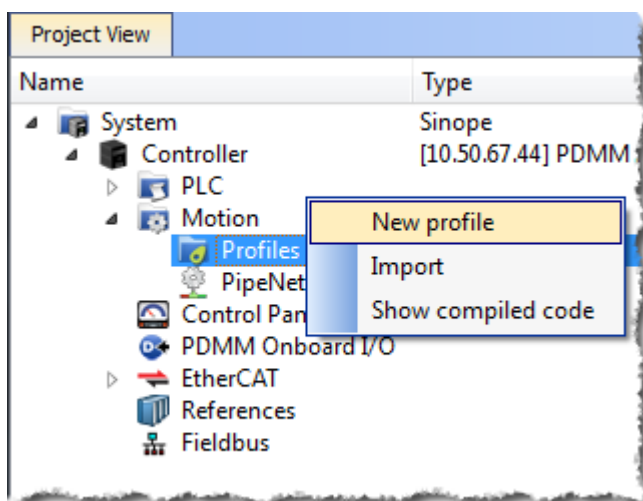 Project View
Name Type
System Sinope
Controller [10.50.67.44] PDMM
PLC
Motion
New profile
Profiles
Import
PipeNet
Show compiled code
Control Pan
PDMM Onboard I/O
EtherCAT
References
Fieldbus